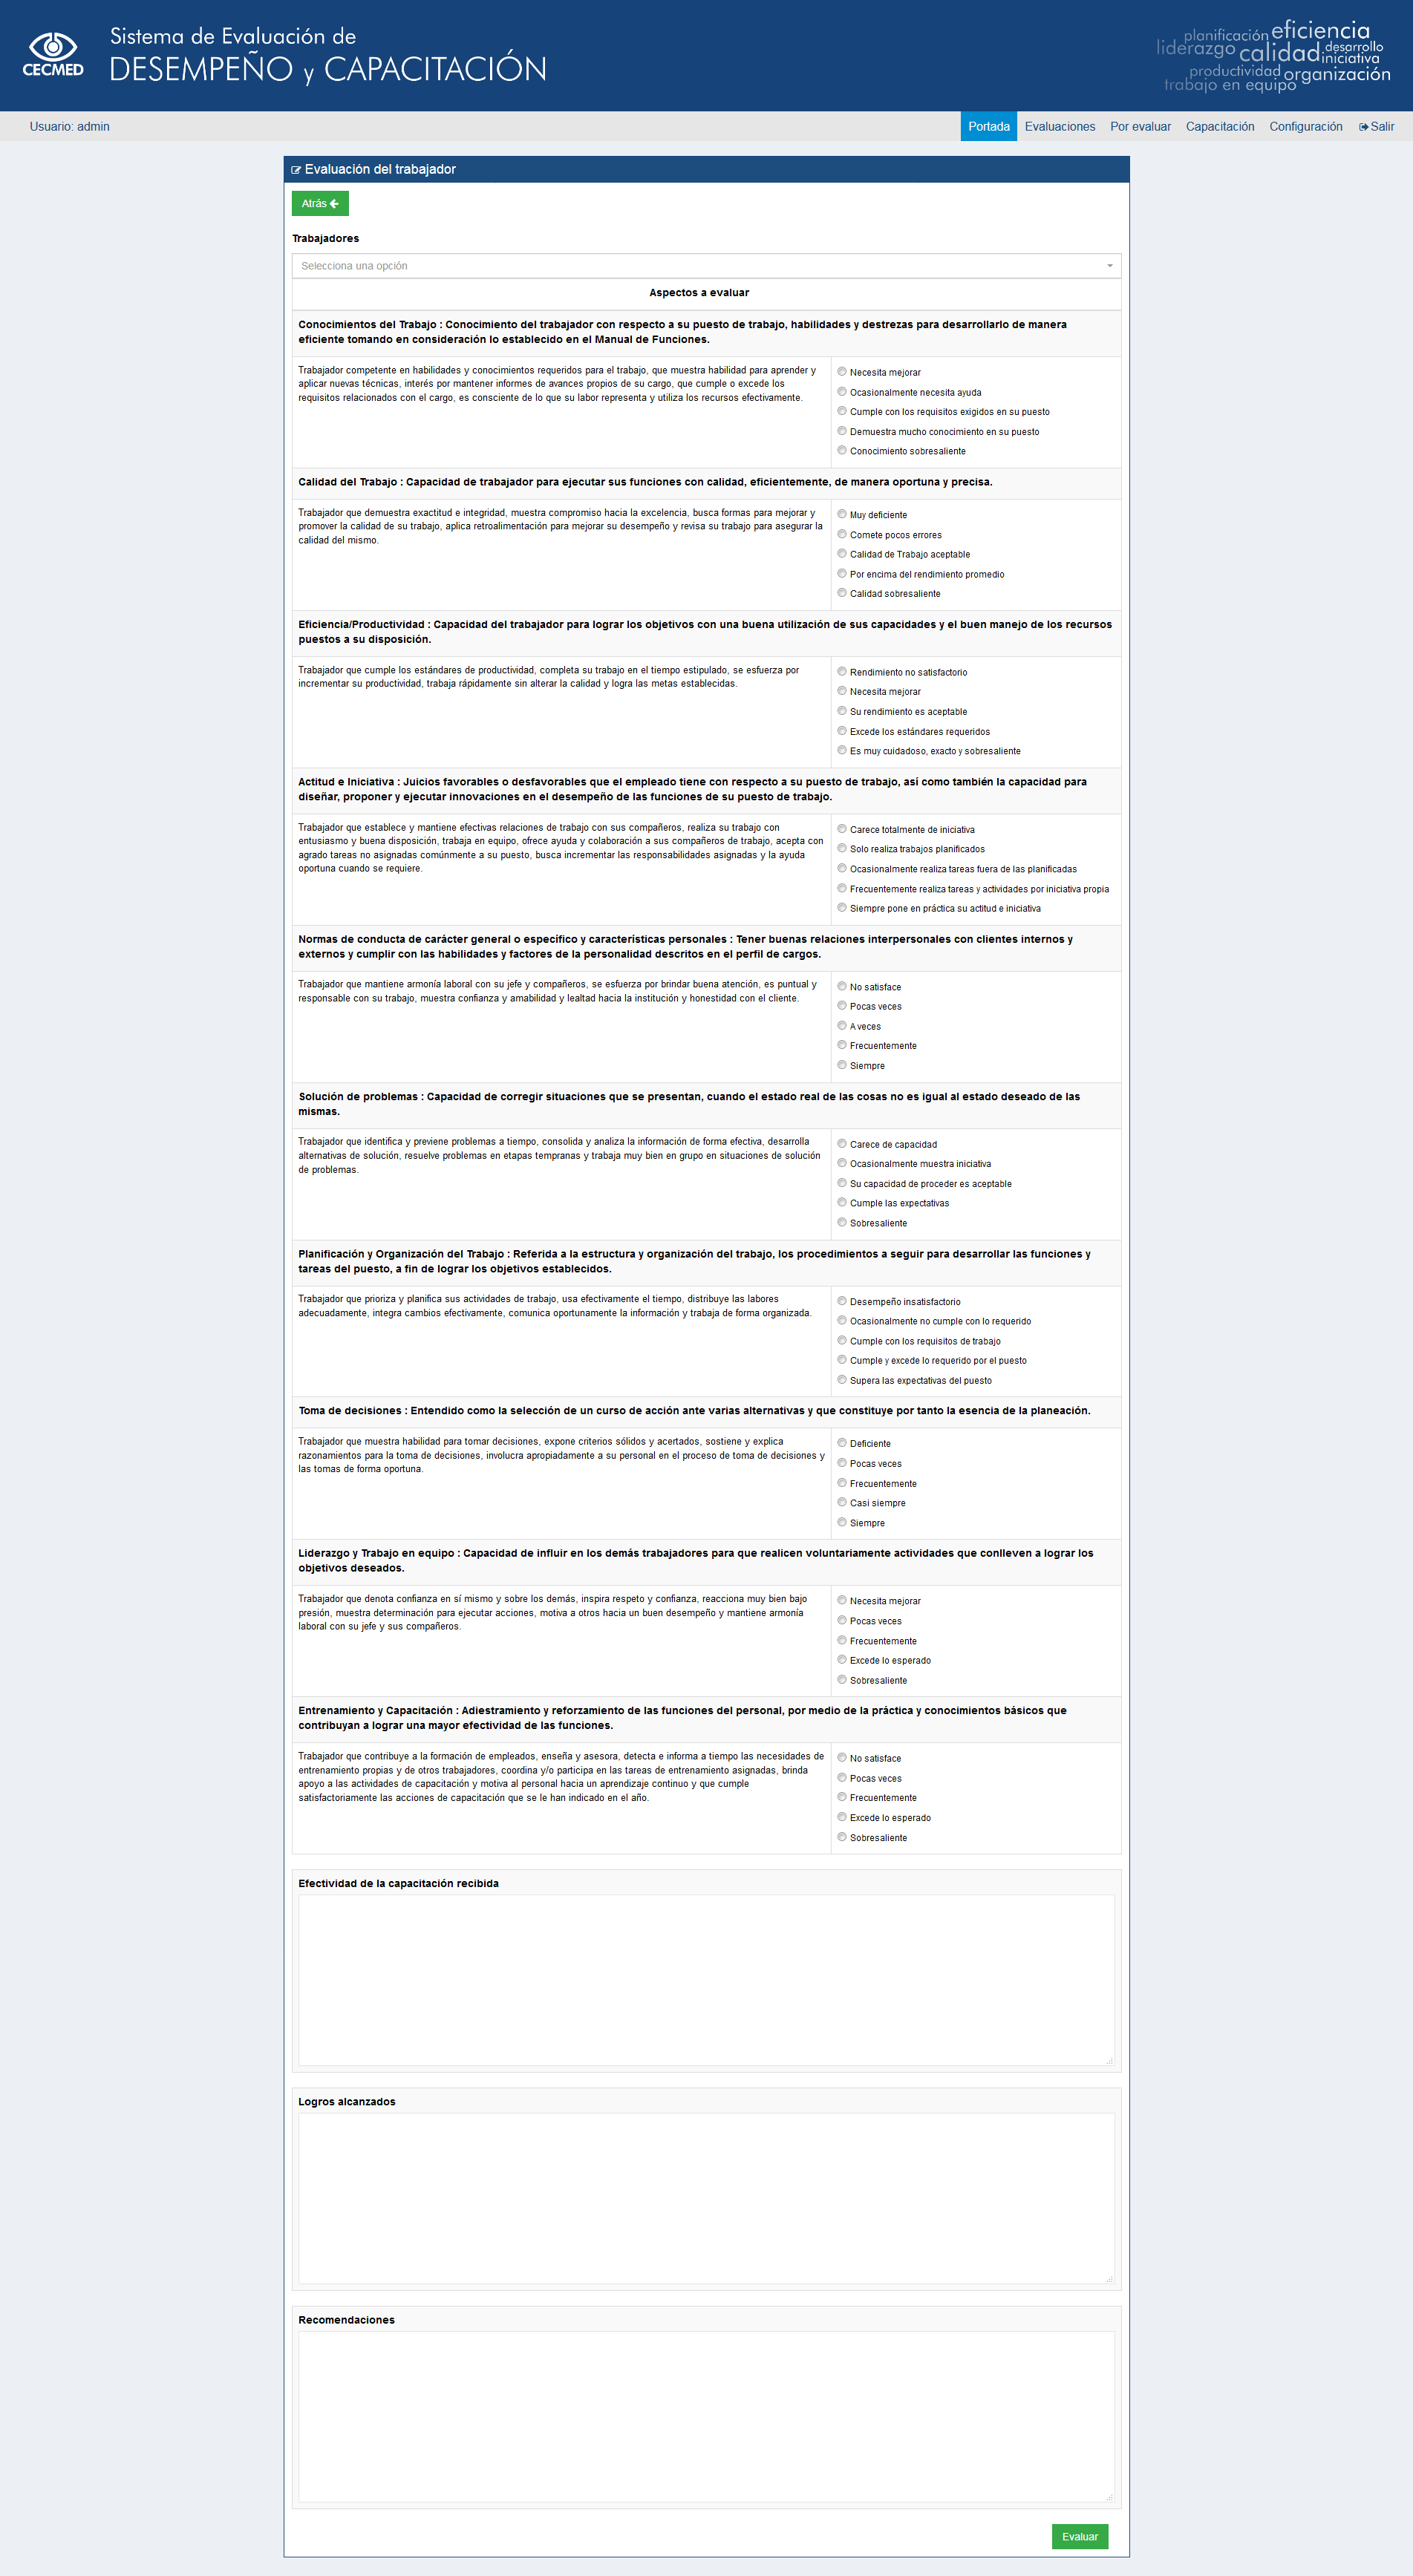 CECMED
Sistema de Evaluación de
DESEMPEÑO y CAPACITACIÓN
planificación eficiencia
liderazgo calidad desarrollo
iniciativa
productividad organización
trabajo en equipo
Usuario: admin
Portada Evaluaciones Por evaluar Capacitación Configuración Salir
Evaluación del trabajador
Atrás
Trabajadores
Selecciona una opción
Aspectos a evaluar
Conocimientos del Trabajo : Conocimiento del trabajador con respecto a su puesto de trabajo, habilidades y destrezas para desarrollarlo de manera
eficiente tomando en consideración lo establecido en el Manual de Funciones.
Trabajador competente en habilidades y conocimientos requeridos para el trabajo, que muestra habilidad para aprender y
aplicar nuevas técnicas, interés por mantener informes de avances propios de su cargo, que cumple o excede los
requisitos relacionados con el cargo, es consciente de lo que su labor representa y utiliza los recursos efectivamente.
Necesita mejorar
Ocasionalmente necesita ayuda
Cumple con los requisitos exigidos en su puesto
Demuestra mucho conocimiento en su puesto
Conocimiento sobresaliente
Calidad del Trabajo : Capacidad de trabajador para ejecutar sus funciones con calidad, eficientemente, de manera oportuna y precisa.
Trabajador que demuestra exactitud e integridad, muestra compromiso hacia la excelencia, busca formas para mejorar y
promover la calidad de su trabajo, aplica retroalimentación para mejorar su desempeño y revisa su trabajo para asegurar la
calidad del mismo.
Muy deficiente
Comete pocos errores
Calidad de Trabajo aceptable
Por encima del rendimiento promedio
Calidad sobresaliente
Eficiencia/Productividad : Capacidad del trabajador para lograr los objetivos con una buena utilización de sus capacidades y el buen manejo de los recursos
puestos a su disposición.
Trabajador que cumple los estándares de productividad, completa su trabajo en el tiempo estipulado, se esfuerza por
incrementar su productividad, trabaja rápidamente sin alterar la calidad y logra las metas establecidas.
Rendimiento no satisfactorio
Necesita mejorar
Su rendimiento es aceptable
Excede los estándares requeridos
Es muy cuidadoso, exacto y sobresaliente
Actitud e Iniciativa : Juicios favorables o desfavorables que el empleado tiene con respecto a su puesto de trabajo, así como también la capacidad para
diseñar, proponer y ejecutar innovaciones en el desempeño de las funciones de su puesto de trabajo.
Trabajador que establece y mantiene efectivas relaciones de trabajo con sus compañeros, realiza su trabajo con
entusiasmo y buena disposición, trabaja en equipo, ofrece ayuda y colaboración a sus compañeros de trabajo, acepta con
agrado tareas no asignadas comúnmente a su puesto, busca incrementar las responsabilidades asignadas y la ayuda
oportuna cuando se requiere.
Carece totalmente de iniciativa
Solo realiza trabajos planificados
Ocasionalmente realiza tareas fuera de las planificadas
Frecuentemente realiza tareas y actividades por iniciativa propia
Siempre pone en práctica su actitud e iniciativa
Normas de conducta de carácter general o específico y características personales : Tener buenas relaciones interpersonales con clientes internos y
externos y cumplir con las habilidades y factores de la personalidad descritos en el perfil de cargos.
Trabajador que mantiene armonía laboral con su jefe y compañeros, se esfuerza por brindar buena atención, es puntual y
responsable con su trabajo, muestra confianza y amabilidad y lealtad hacia la institución y honestidad con el cliente.
No satisface
Pocas veces
A veces
Frecuentemente
Siempre
Solución de problemas : Capacidad de corregir situaciones que se presentan, cuando el estado real de las cosas no es igual al estado deseado de las
mismas.
Trabajador que identifica y previene problemas a tiempo, consolida y analiza la información de forma efectiva, desarrolla
alternativas de solución, resuelve problemas en etapas tempranas y trabaja muy bien en grupo en situaciones de solución
de problemas.
Carece de capacidad
Ocasionalmente muestra iniciativa
Su capacidad de proceder es aceptable
Cumple las expectativas
Sobresaliente
Planificación y Organización del Trabajo : Referida a la estructura y organización del trabajo, los procedimientos a seguir para desarrollar las funciones y
tareas del puesto, a fin de lograr los objetivos establecidos.
Trabajador que prioriza y planifica sus actividades de trabajo, usa efectivamente el tiempo, distribuye las labores
adecuadamente, integra cambios efectivamente, comunica oportunamente la información y trabaja de forma organizada.
Desempeño insatisfactorio
Ocasionalmente no cumple con lo requerido
Cumple con los requisitos de trabajo
Cumple y excede lo requerido por el puesto
Supera las expectativas del puesto
Toma de decisiones : Entendido como la selección de un curso de acción ante varias alternativas y que constituye por tanto la esencia de la planeación.
Trabajador que muestra habilidad para tomar decisiones, expone criterios sólidos y acertados, sostiene y explica
razonamientos para la toma de decisiones, involucra apropiadamente a su personal en el proceso de toma de decisiones y
las tomas de forma oportuna.
Deficiente
Pocas veces
Frecuentemente
Casi siempre
Siempre
Liderazgo y Trabajo en equipo : Capacidad de influir en los demás trabajadores para que realicen voluntariamente actividades que conlleven a lograr los
objetivos deseados.
Trabajador que denota confianza en sí mismo y sobre los demás, inspira respeto y confianza, reacciona muy bien bajo
presión, muestra determinación para ejecutar acciones, motiva a otros hacia un buen desempeño y mantiene armonía
laboral con su jefe y sus compañeros.
Necesita mejorar
Pocas veces
Frecuentemente
Excede lo esperado
Sobresaliente
Entrenamiento y Capacitación : Adiestramiento y reforzamiento de las funciones del personal, por medio de la práctica y conocimientos básicos que
contribuyan a lograr una mayor efectividad de las funciones.
Trabajador que contribuye a la formación de empleados, enseña y asesora, detecta e informa a tiempo las necesidades de
entrenamiento propias y de otros trabajadores, coordina y/o participa en las tareas de entrenamiento asignadas, brinda
apoyo a las actividades de capacitación y motiva al personal hacia un aprendizaje continuo y que cumple
satisfactoriamente las acciones de capacitación que se le han indicado en el año.
No satisface
Pocas veces
Frecuentemente
Excede lo esperado
Sobresaliente
Efectividad de la capacitación recibida
Logros alcanzados
Recomendaciones
Evaluar